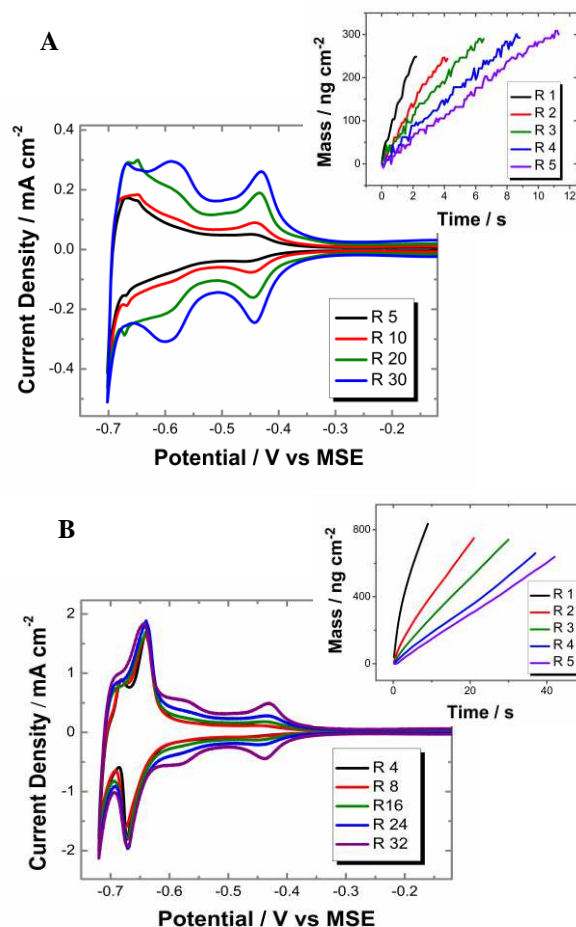 A
Mass / ng cm-2
300
200
100
0
R 1
R 2
R 3
R 4
R 5
0 2 4 6 8 10 12
Time / s
Current Density / mA cm-2
0.4
0.2
0.0
-0.2
-0.4
R 5
R 10
R 20
R 30
-0.7 -0.6 -0.5 -0.4 -0.3 -0.2
Potential / V vs MSE
B
Mass / ng cm-2
800
400
0
R 1
R 2
R 3
R 4
R 5
0 20 40
Time / s
Current Density / mA cm-2
2
1
0
-1
-2
R 4
R 8
R16
R 24
R 32
-0.7 -0.6 -0.5 -0.4 -0.3 -0.2
Potential / V vs MSE